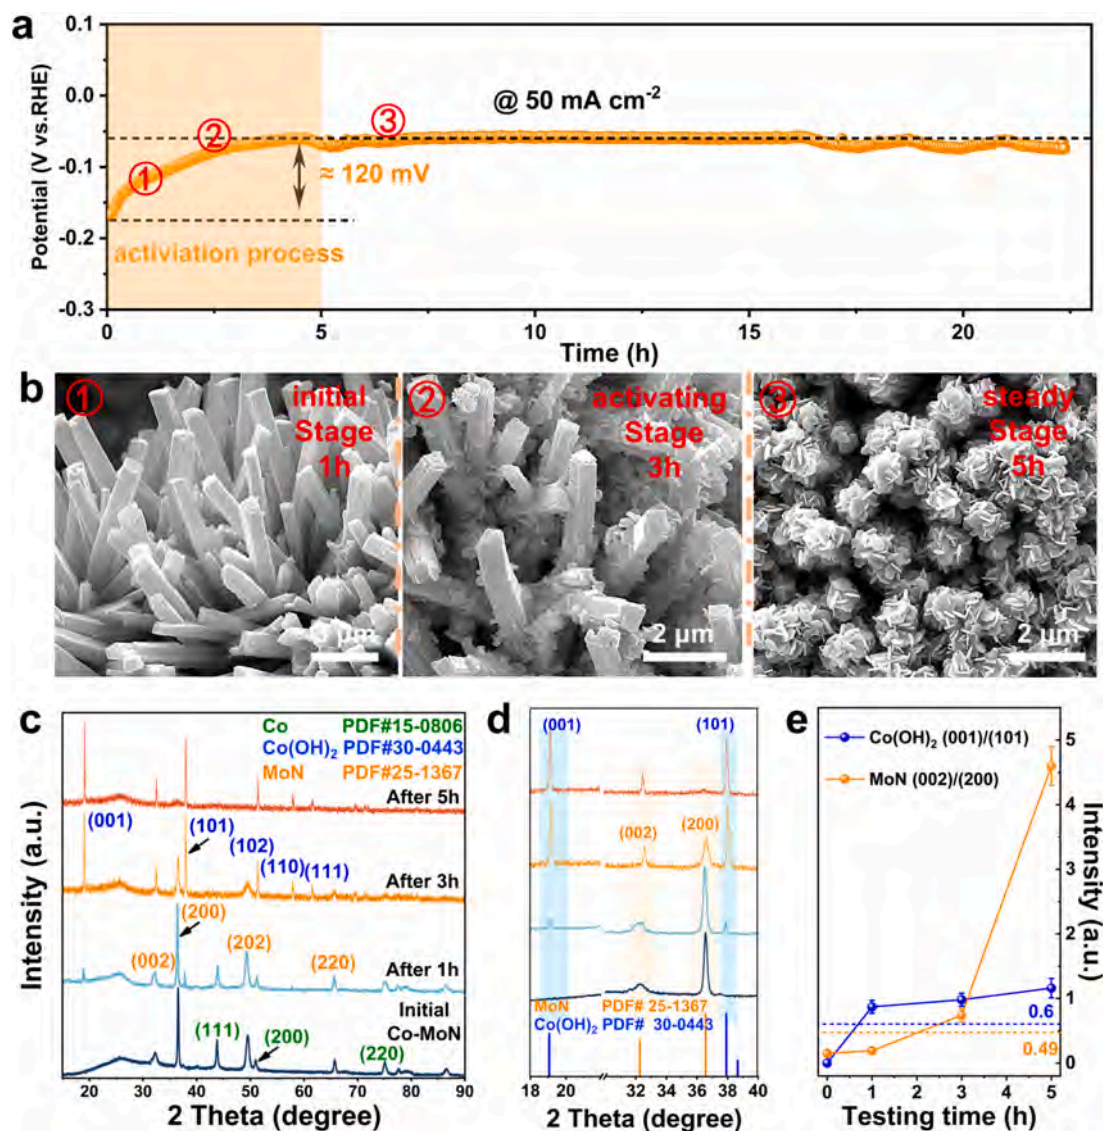 a
0.1
0.0
-0.1
-0.2
-0.3
Potential (V vs.RHE)
① ② ③
@ 50 mA cm-2
≈ 120 mV
activiation process
0 5 10 15 20
Time (h)
b
① initial Stage 1h
3 μm
② activating Stage 3h
2 μm
③ steady Stage 5h
2 μm
c
Co PDF#15-0806
Co(OH)2 PDF#30-0443
MoN PDF#25-1367
After 5h
(001) (101)
(102)
(110) (111)
After 3h
(200)
(002) (202)
(220)
After 1h
Initial
Co-MoN
(111) (200)
(220)
Intensity (a.u.)
20 30 40 50 60 70 80 90
2 Theta (degree)
d
(001) (101)
(002) (200)
MoN PDF# 25-1367
Co(OH)2 PDF# 30-0443
18 20 32 34 36 38 40
2 Theta (degree)
e
Co(OH)2 (001)/(101)
MoN (002)/(200)
5
4
3
2
1
0
0.6
0.49
Intensity (a.u.)
0 1 2 3 4 5
Testing time (h)